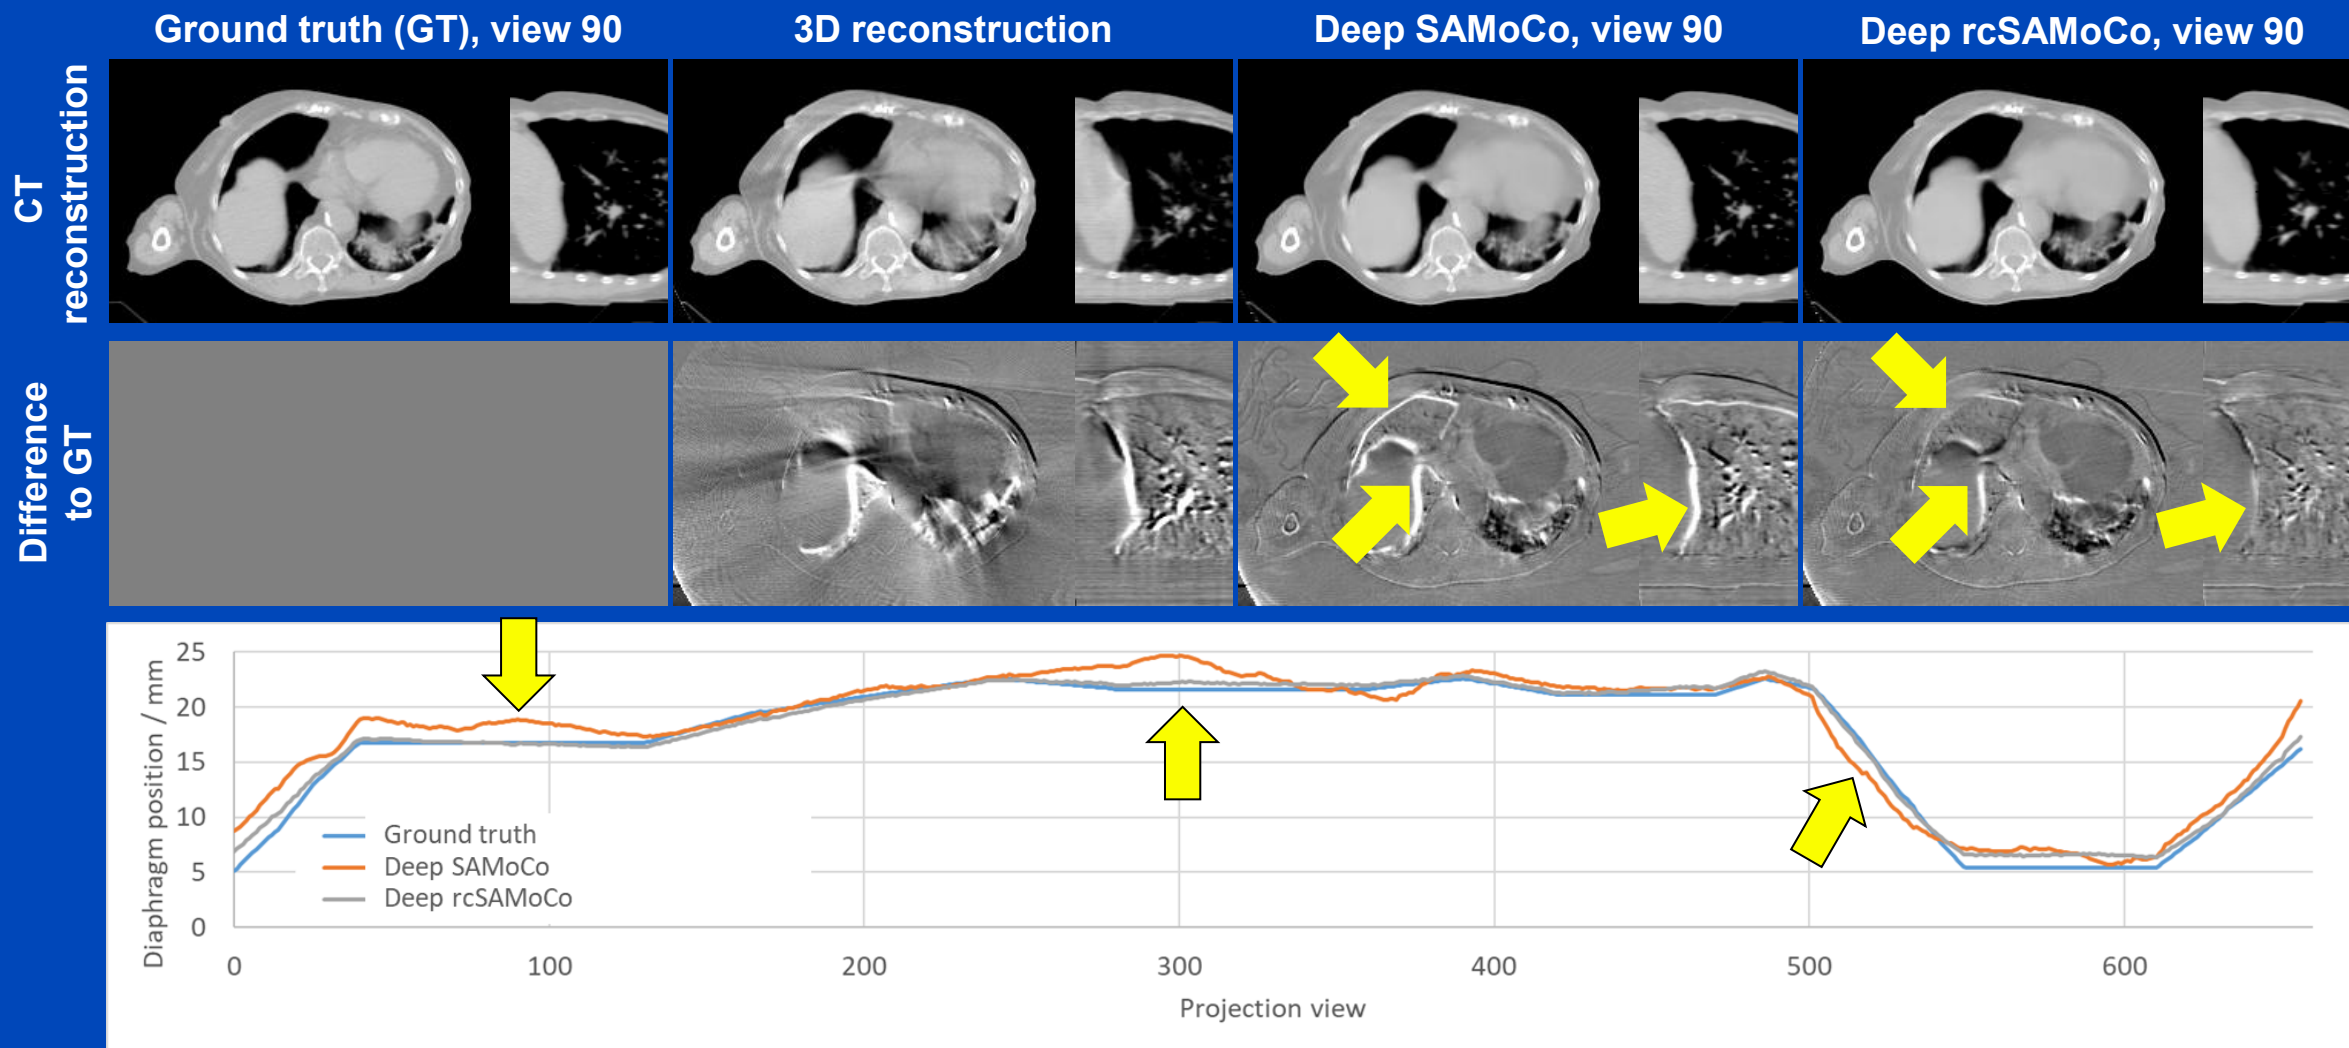 Ground truth (GT), view 90
3D reconstruction
Deep SAMoCo, view 90
Deep rcSAMoCo, view 90
CT
reconstruction
Difference
to GT
Diaphragm position / mm
25
20
15
10
5
0
Ground truth
Deep SAMoCo
Deep rcSAMoCo
0 100 200 300 400 500 600
Projection view